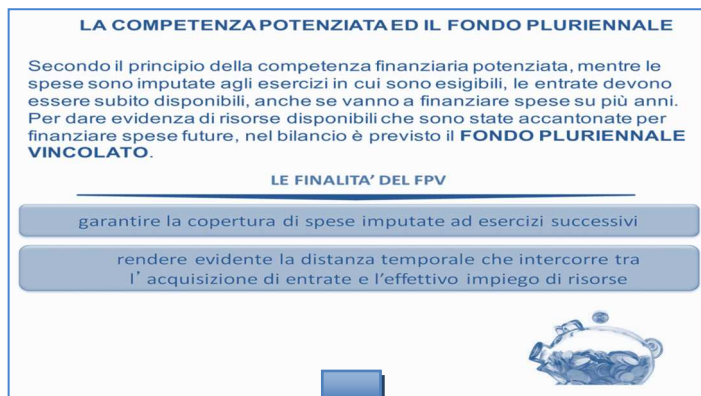 LA COMPETENZA POTENZIATA ED IL FONDO PLURIENNALE
Secondo il principio della competenza finanziaria potenziata, mentre le
spese sono imputate agli esercizi in cui sono esigibili, le entrate devono
essere subito disponibili, anche se vanno a finanziare spese su più anni.
Per dare evidenza di risorse disponibili che sono state accantonate per
finanziare spese future, nel bilancio è previsto il FONDO PLURIENNALE
VINCOLATO.
LE FINALITA’ DEL FPV
garantire la copertura di spese imputate ad esercizi successivi
rendere evidente la distanza temporale che intercorre tra
l’acquisizione di entrate e l’effettivo impiego di risorse